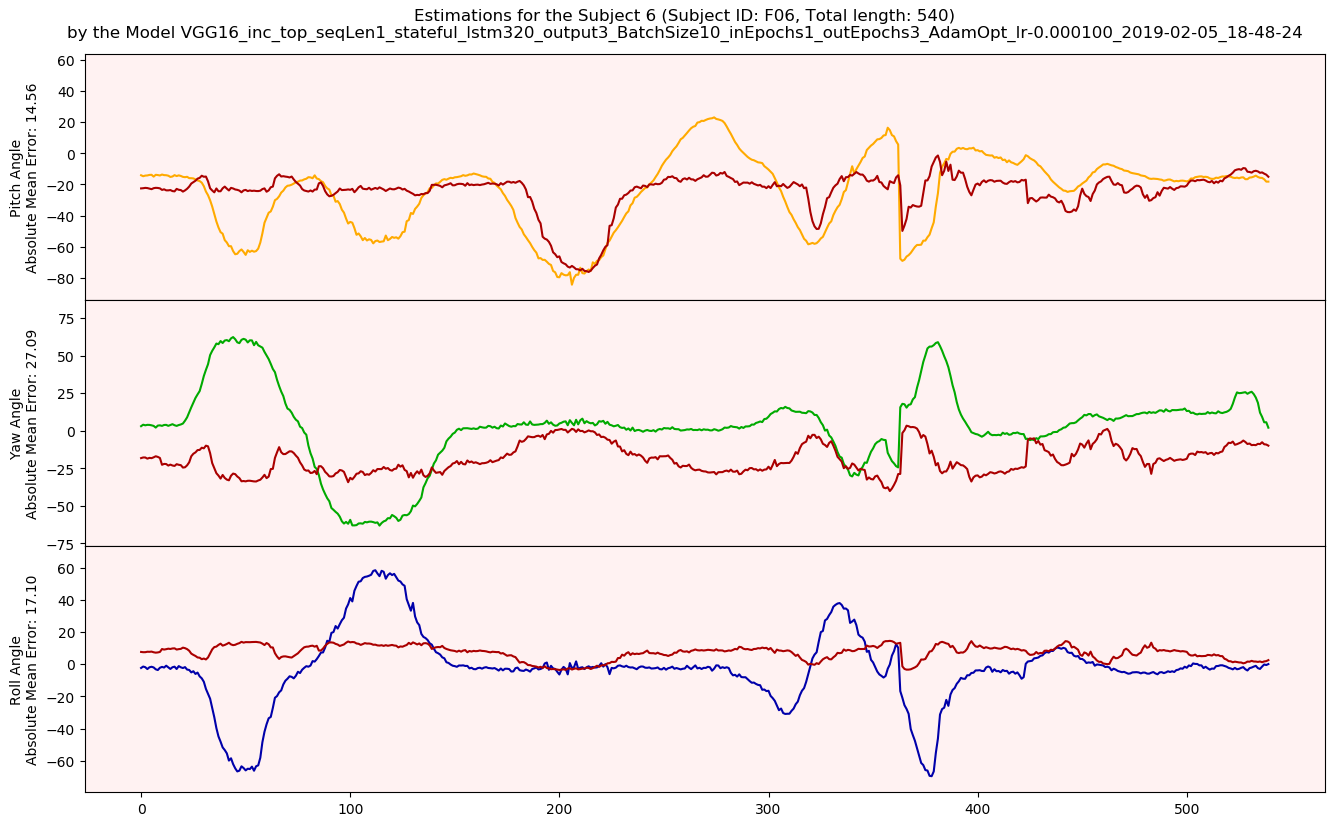 Estimations for the Subject 6 (Subject ID: F06, Total length: 540)
by the Model VGG16_inc_top_seqLen1_stateful_lstm320_output3_BatchSize10_inEpochs1_outEpochs3_AdamOpt_lr-0.000100_2019-02-05_18-48-24
Pitch Angle
Absolute Mean Error: 14.56
60
40
20
0
−20
−40
−60
−80
Yaw Angle
Absolute Mean Error: 27.09
75
50
25
0
−25
−50
−75
Roll Angle
Absolute Mean Error: 17.10
60
40
20
0
−20
−40
−60
0 100 200 300 400 500